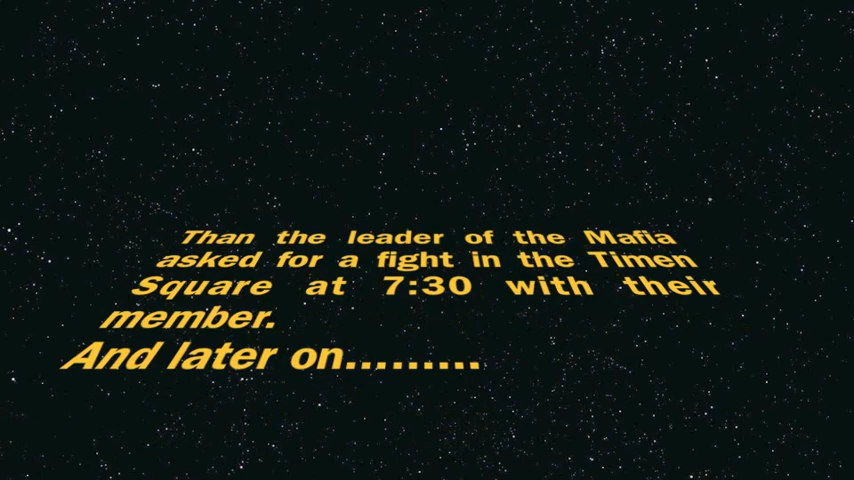 Than the leader of the Mafia
asked for a fight in the Timen
Square at 7:30 with their
member.
And later on.........